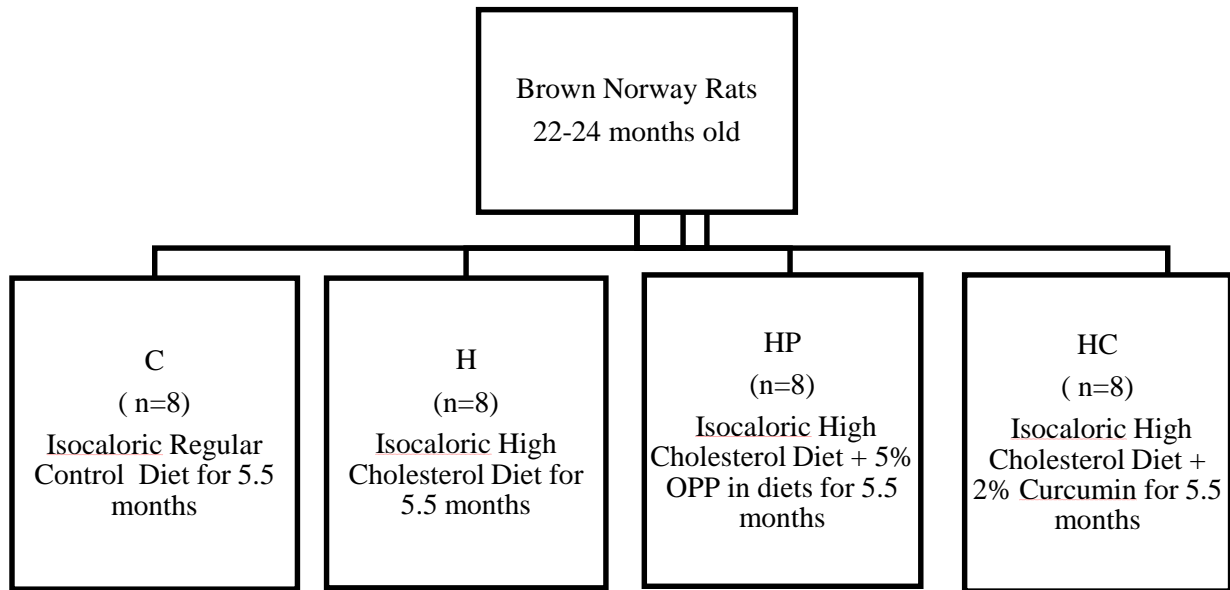 Brown Norway Rats
22-24 months old
C
( n=8)
Isocaloric Regular
Control  Diet for 5.5
months
H
(n=8)
Isocaloric High
Cholesterol Diet for
5.5 months
HP
(n=8)
Isocaloric High
Cholesterol Diet + 5%
OPP in diets for 5.5
months
HC
( n=8)
Isocaloric High
Cholesterol Diet +
2% Curcumin for 5.5
months